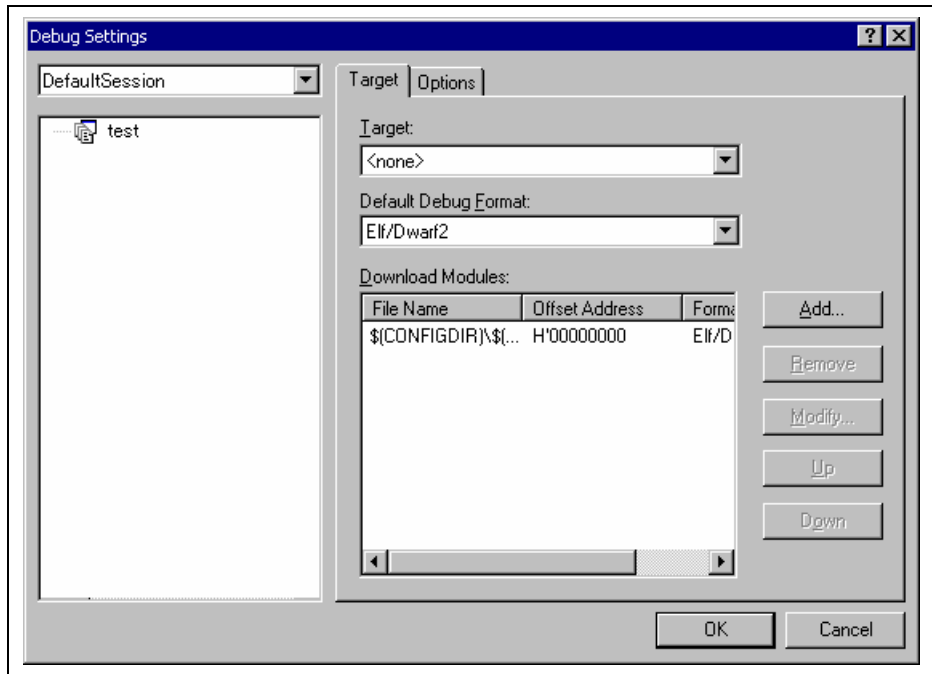 Debug Settings
DefaultSession
test
Target Options
Target:
<none>
Default Debug Format:
Elf/Dwarf2
Download Modules:
File Name Offset Address Forma
$(CONFIGDIR)\$(... H'00000000 Elf/D
Add...
Remove
Modify...
Up
Down
OK Cancel